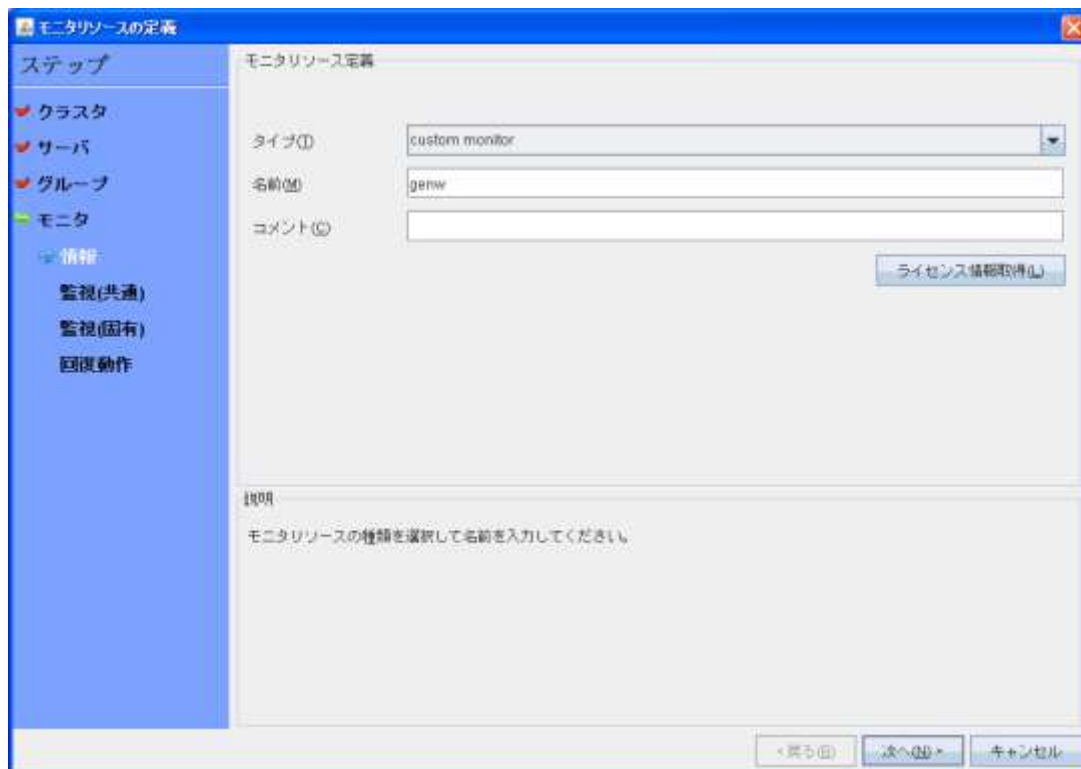 モニタリソースの定義
ステップ
クラスタ
サーバ
グループ
モニタ
情報
監視(共通)
監視(固有)
回復動作
モニタリソース定義
タイプ(T)
custom monitor
名前(M)
genw
コメント(C)
ライセンス情報取得(L)
説明
モニタリソースの種類を選択して名前を入力してください。
<戻る(B)
次へ(N)>
キャンセル